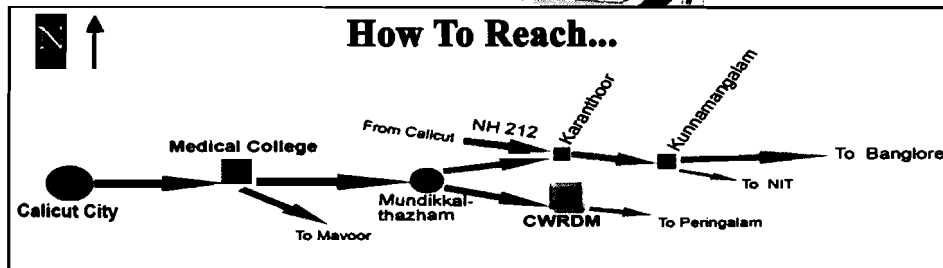 N
How To Reach...
From Calicut
NH 212
Karanthoor
Kunnamangalam
Medical College
To Banglore
To NIT
Calicut City
Mundikkal-
thazham
CWRDM
To Peringalam
To Mavoor